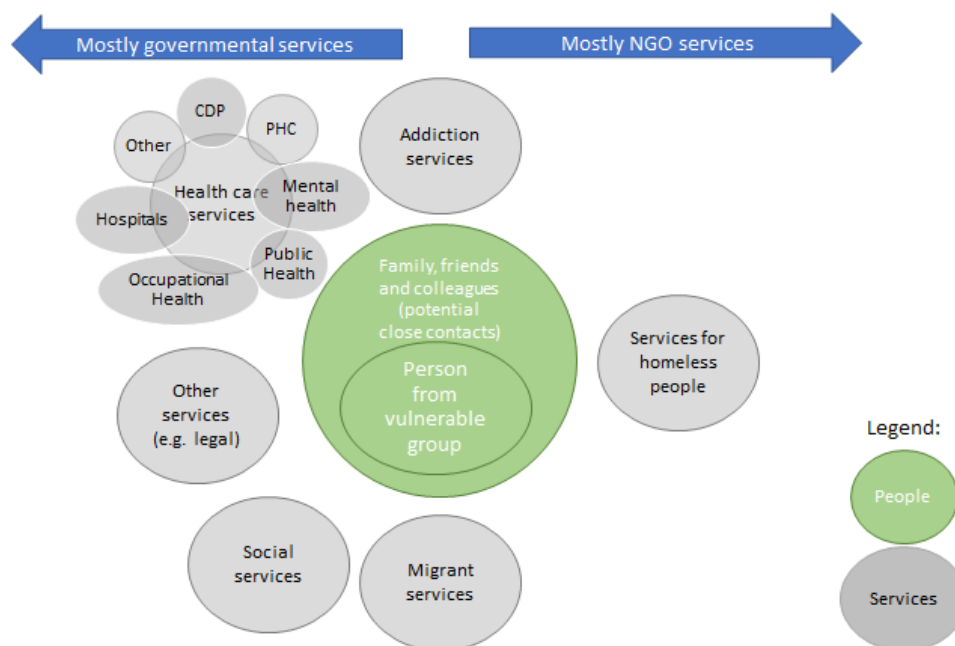 Mostly governmental services
Mostly NGO services
CDP
PHC
Other
Addiction
services
Health care
services
Mental
health
Hospitals
Public
Health
Occupational
Health
Family, friends
and colleagues
(potential
close contacts)
Person
from
vulnerable
group
Services for
homeless
people
Other
services
(e.g. legal)
Legend:
People
Social
services
Migrant
services
Services